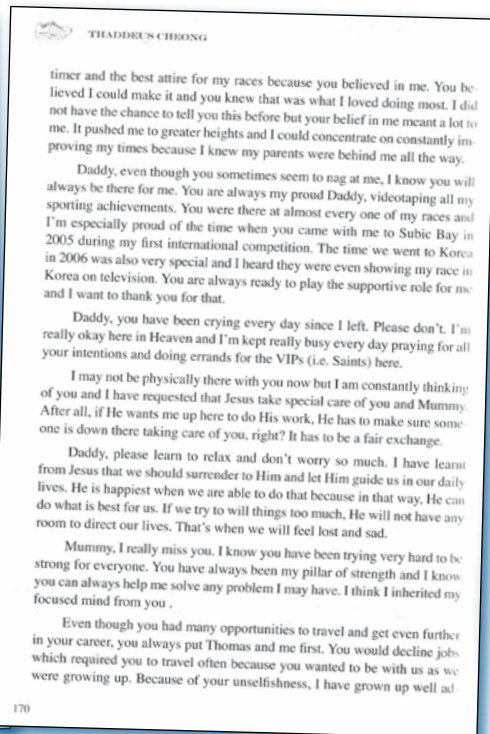 THADDEUS CHEONG
timer and the best attire for my races because you believed in me. You be-
lieved I could make it and you knew that was what I loved doing most. I did
not have the chance to tell you this before but your belief in me meant a lot to
me. It pushed me to greater heights and I could concentrate on constantly im-
proving my times because I knew my parents were behind me all the way.
Daddy, even though you sometimes seem to nag at me, I know you will
always be there for me. You are always my proud Daddy, videotaping all my
sporting achievements. You were there at almost every one of my races and
I'm especially proud of the time when you came with me to Subic Bay in
2005 during my first international competition. The time we went to Korea
in 2006 was also very special and I heard they were even showing my race in
Korea on television. You are always ready to play the supportive role for me
and I want to thank you for that.
Daddy, you have been crying every day since I left. Please don't. I'm
really okay here in Heaven and I'm kept really busy every day praying for all
your intentions and doing errands for the VIPs (i.e. Saints) here.
I may not be physically there with you now but I am constantly thinking
of you and I have requested that Jesus take special care of you and Mummy.
After all, if He wants me up here to do His work, He has to make sure some-
one is down there taking care of you, right? It has to be a fair exchange.
Daddy, please learn to relax and don't worry so much. I have learnt
from Jesus that we should surrender to Him and let Him guide us in our daily
lives. He is happiest when we are able to do that because in that way, He can
do what is best for us. If we try to will things too much, He will not have any
room to direct our lives. That's when we will feel lost and sad.
Mummy, I really miss you. I know you have been trying very hard to be
strong for everyone. You have always been my pillar of strength and I know
you can always help me solve any problem I may have. I think I inherited my
focused mind from you .
Even though you had many opportunities to travel and get even further
in your career, you always put Thomas and me first. You would decline jobs
which required you to travel often because you wanted to be with us as we
were growing up. Because of your unselfishness, I have grown up well ad-
170